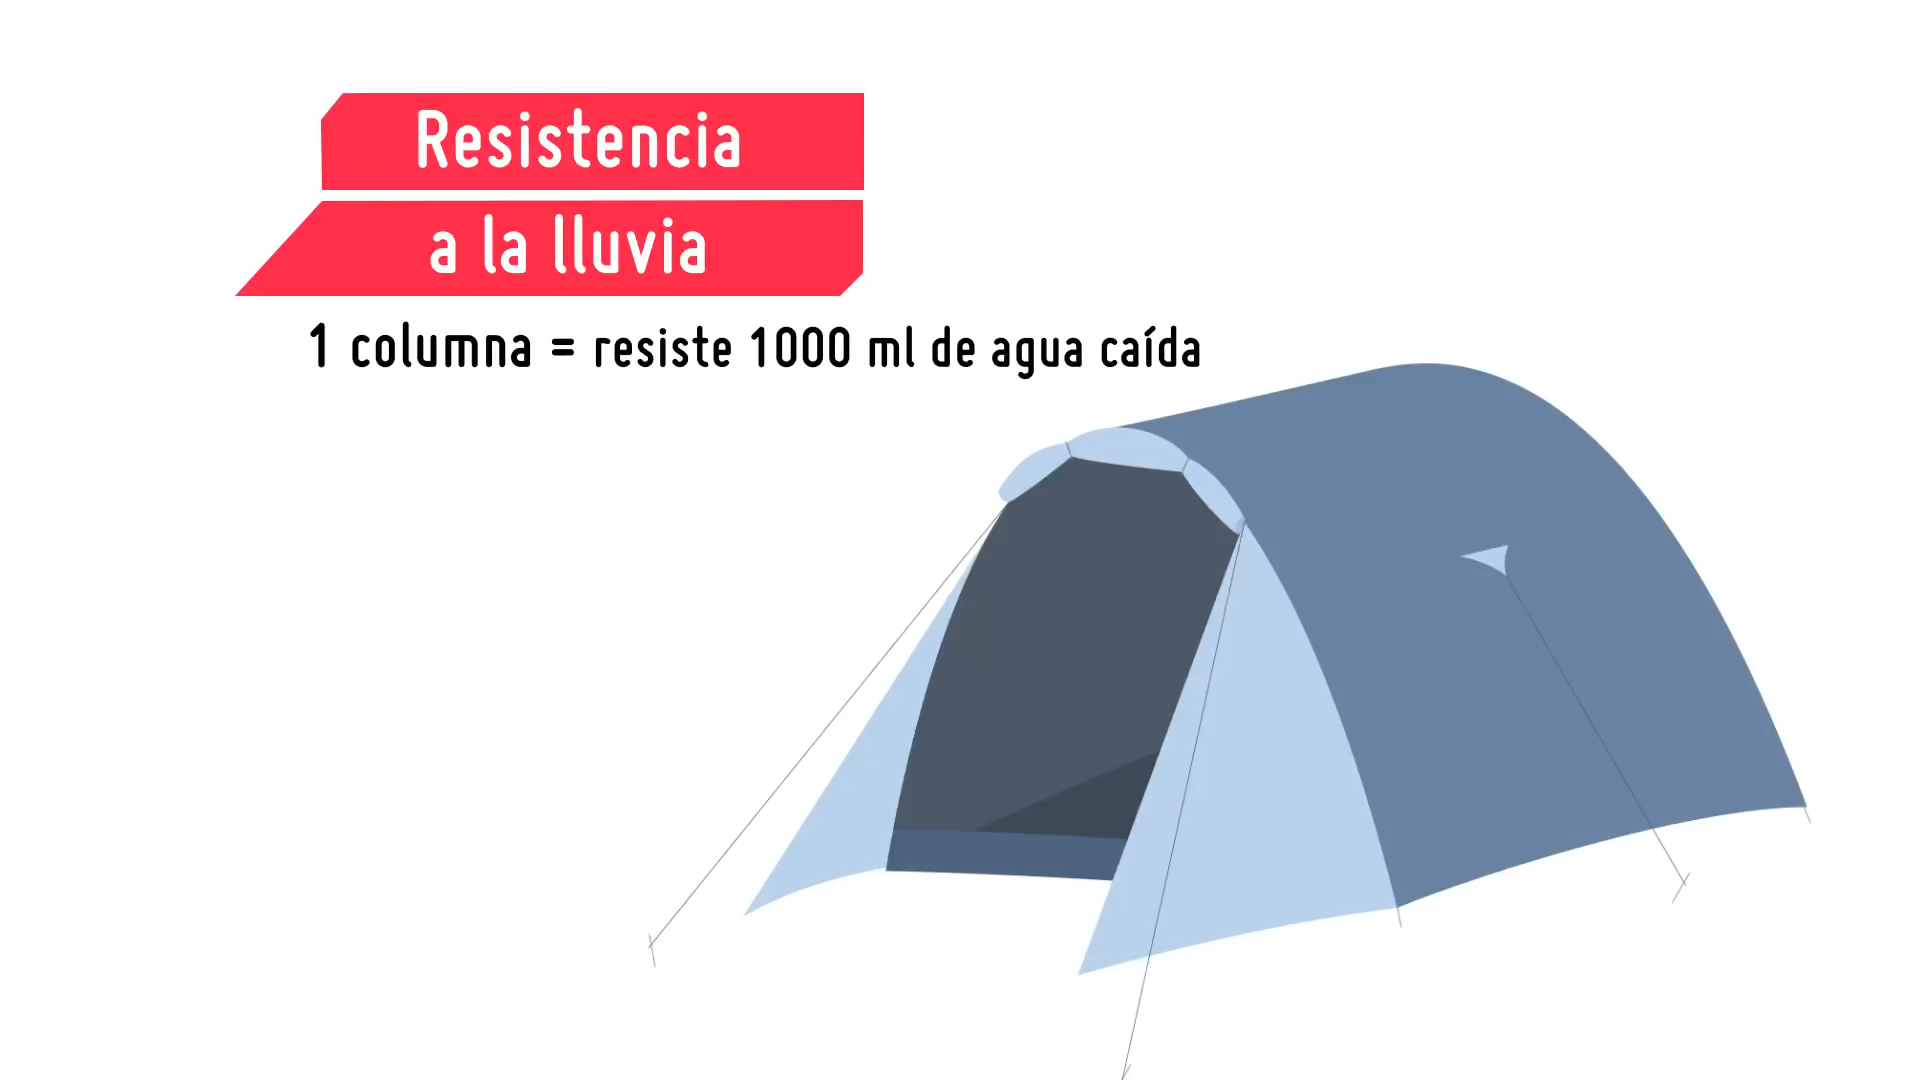 Resistencia
a la lluvia
1 columna = resiste 1000 ml de agua caída